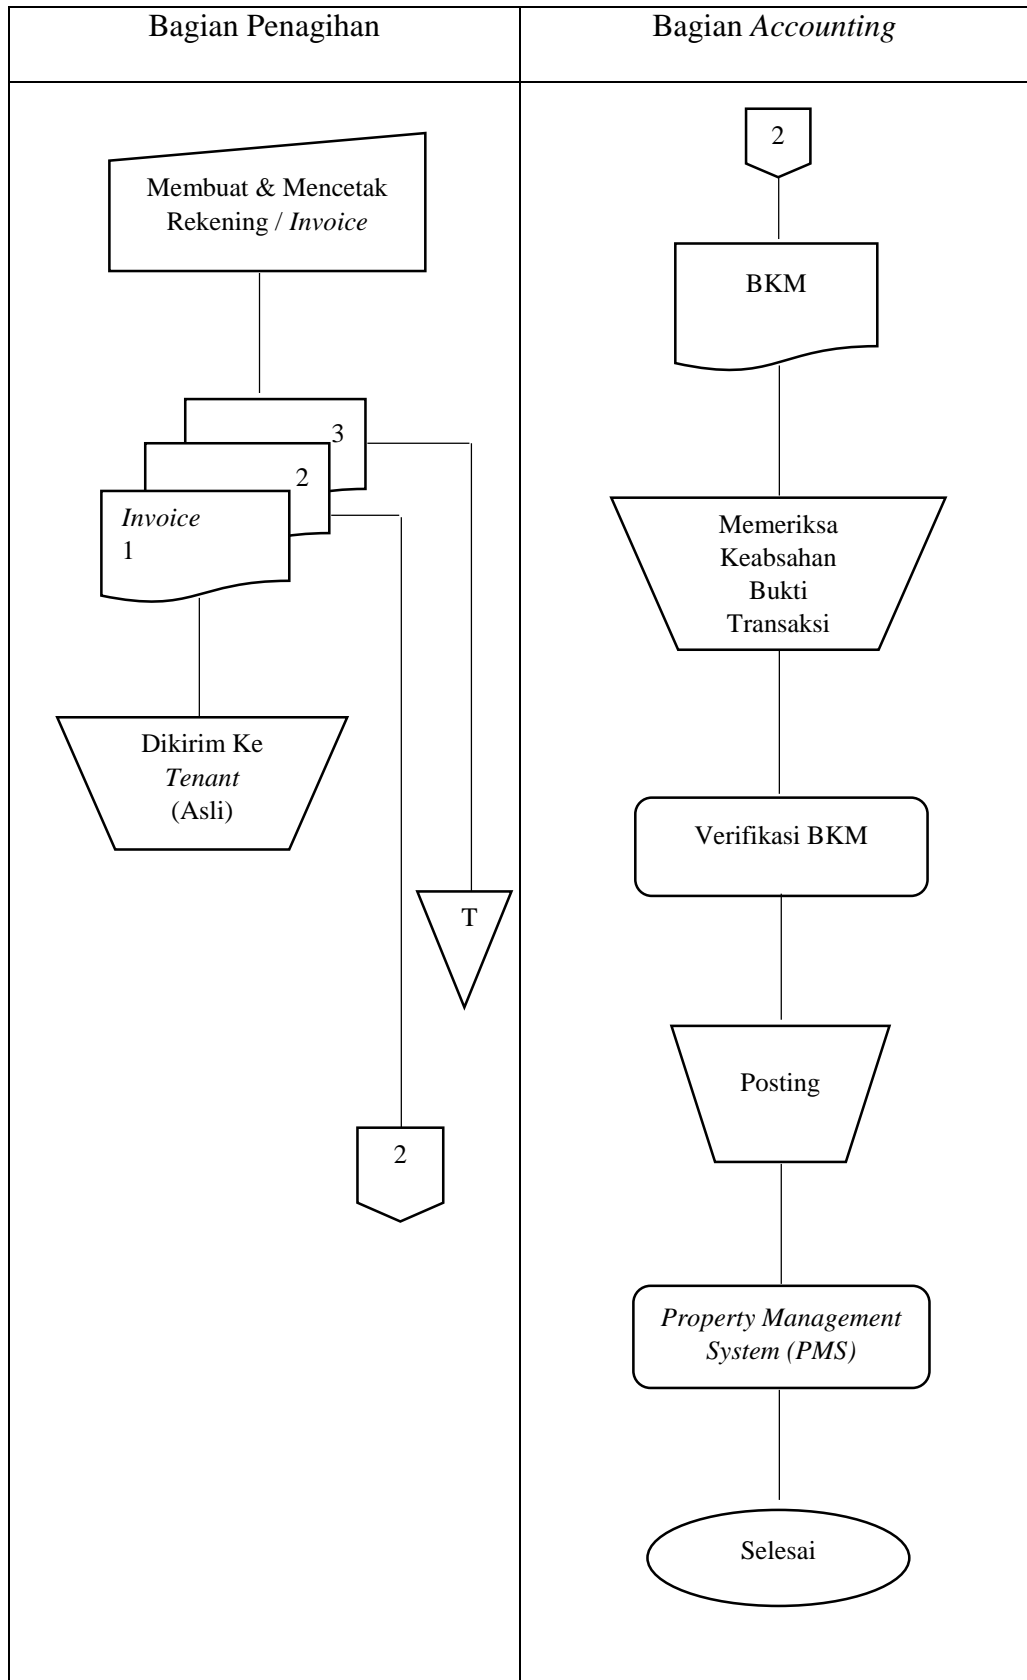 Bagian Penagihan
Membuat & Mencetak
Rekening / Invoice
3
2
Invoice
1
Dikirim Ke
Tenant
(Asli)
T
2
Bagian Accounting
2
BKM
Memeriksa
Keabsahan
Bukti
Transaksi
Verifikasi BKM
Posting
Property Management
System (PMS)
Selesai